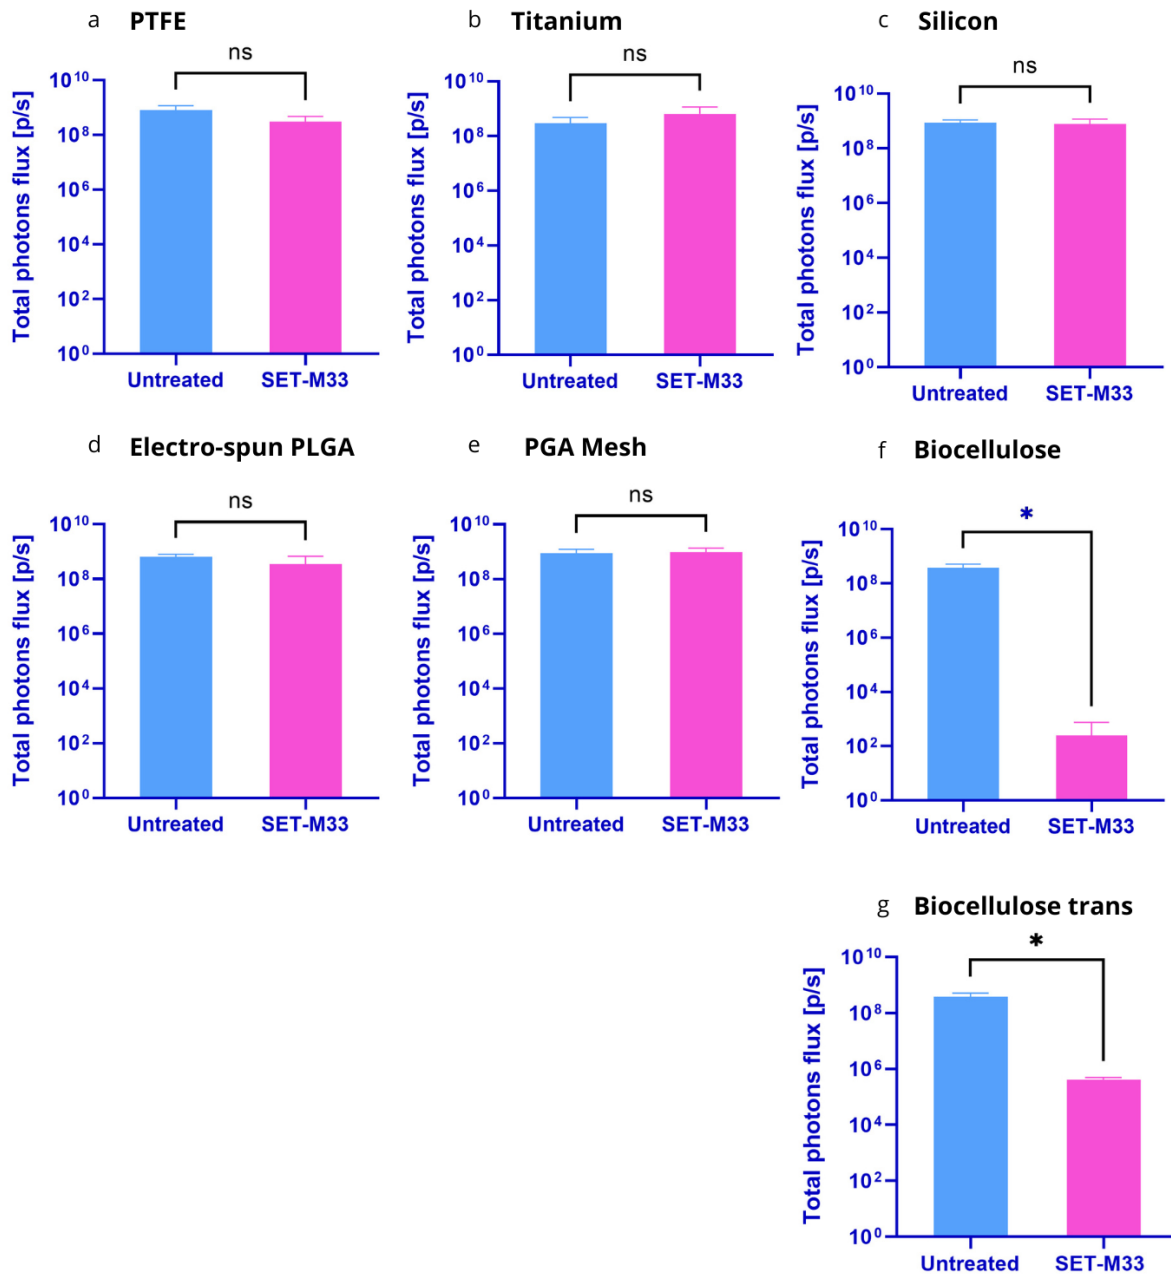 a PTFE
ns
Total photons flux [p/s]
10¹⁰
10⁸
10⁶
10⁴
10²
10⁰
Untreated SET-M33
b Titanium
ns
Total photons flux [p/s]
10¹⁰
10⁸
10⁶
10⁴
10²
10⁰
Untreated SET-M33
c Silicon
ns
Total photons flux [p/s]
10¹⁰
10⁸
10⁶
10⁴
10²
10⁰
Untreated SET-M33
d Electro-spun PLGA
ns
Total photons flux [p/s]
10¹⁰
10⁸
10⁶
10⁴
10²
10⁰
Untreated SET-M33
e PGA Mesh
ns
Total photons flux [p/s]
10¹⁰
10⁸
10⁶
10⁴
10²
10⁰
Untreated SET-M33
f Biocellulose
*
Total photons flux [p/s]
10¹⁰
10⁸
10⁶
10⁴
10²
10⁰
Untreated SET-M33
g Biocellulose trans
*
Total photons flux [p/s]
10¹⁰
10⁸
10⁶
10⁴
10²
10⁰
Untreated SET-M33